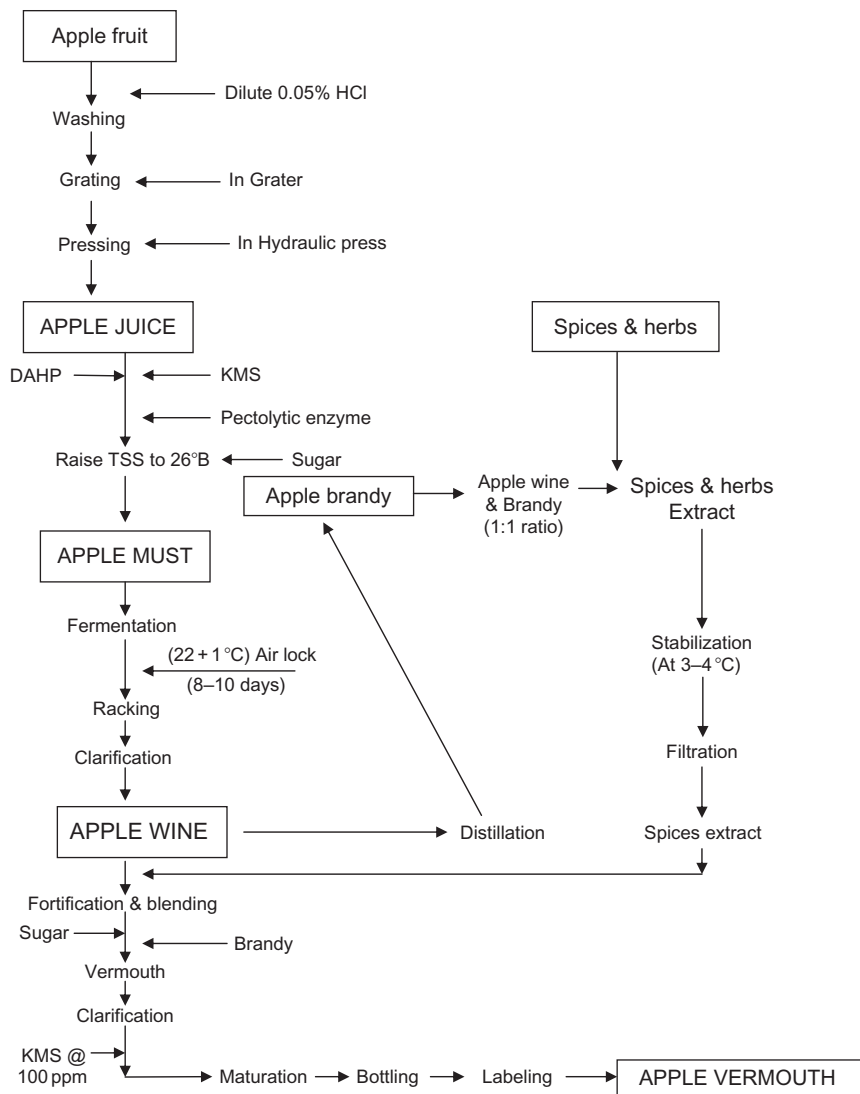 Apple fruit
Dilute 0.05% HCl
Washing
Grating
In Grater
Pressing
In Hydraulic press
APPLE JUICE
Spices & herbs
DAHP
KMS
Pectolytic enzyme
Raise TSS to 26°B
Sugar
Apple brandy
Apple wine
& Brandy
(1:1 ratio)
Spices & herbs
Extract
APPLE MUST
Fermentation
(22 + 1 °C) Air lock
(8–10 days)
Stabilization
(At 3–4 °C)
Racking
Clarification
Filtration
APPLE WINE
Distillation
Spices extract
Fortification & blending
Sugar
Brandy
Vermouth
Clarification
KMS @
100 ppm
Maturation
Bottling
Labeling
APPLE VERMOUTH